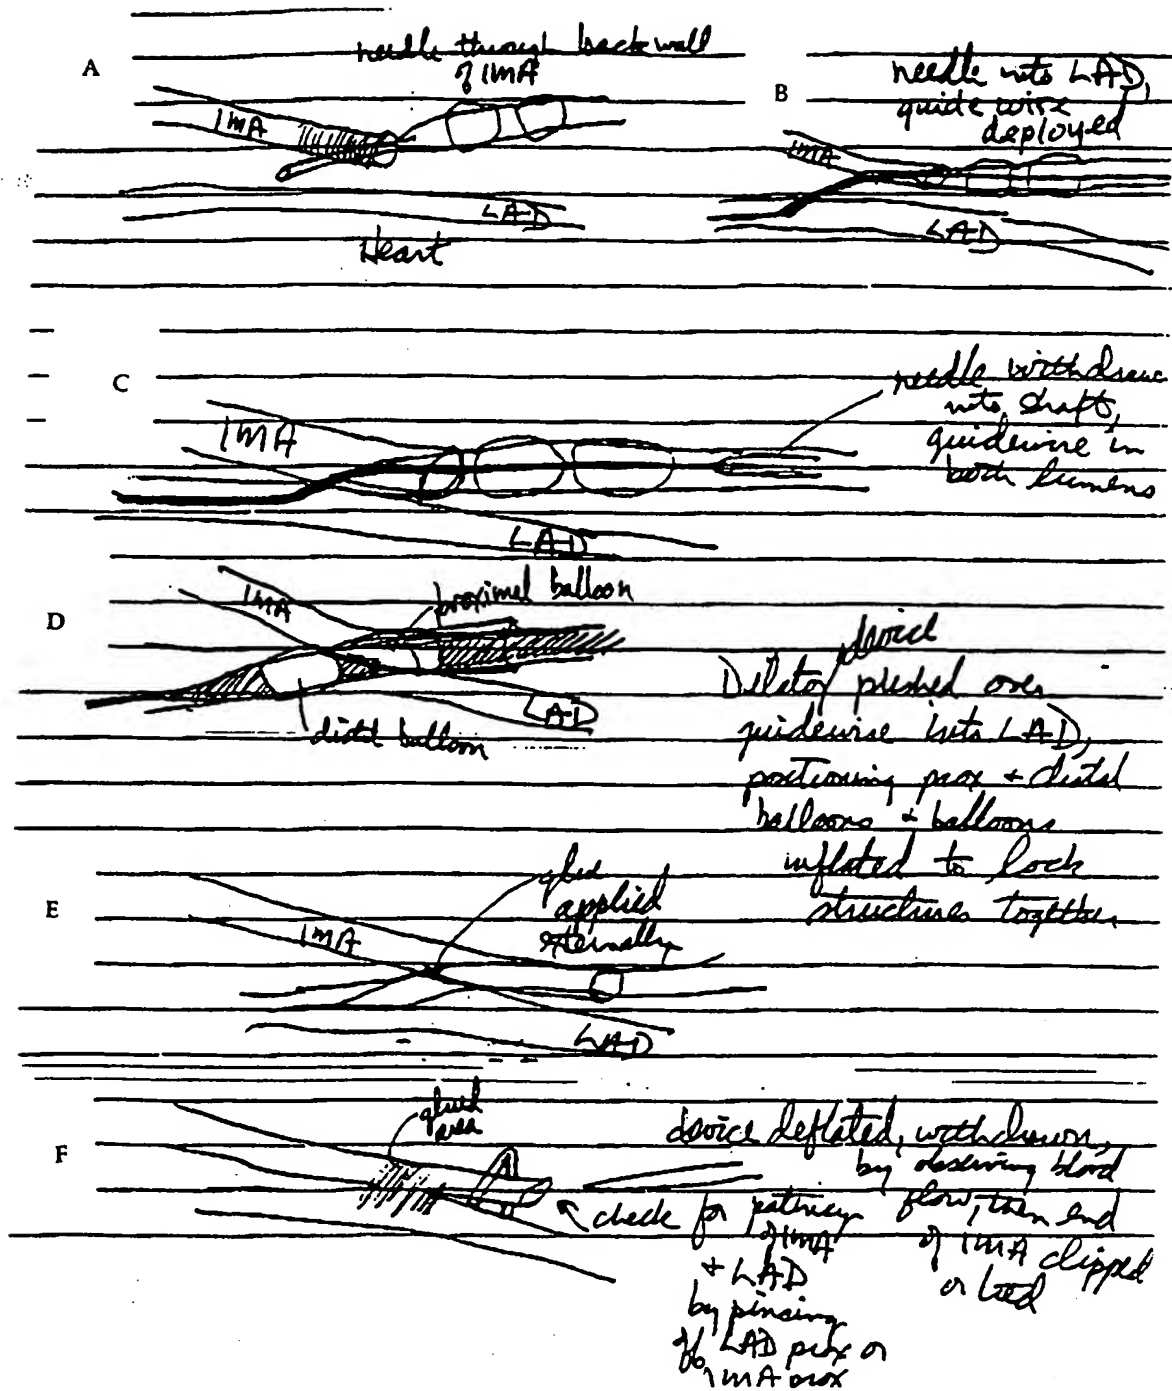 A
needle through back wall
of IMA
IMA
LAD
Heart
B
needle into LAD,
guide wire
deployed
IMA
LAD
C
IMA
LAD
needle withdrawn
into shaft,
guidewire in
both lumens
D
IMA
proximal balloon
distal balloon
LAD
device
Dilator pushed over
guidewire into LAD,
positioning prox + distal
balloons + balloons
inflated to lock
structures together
E
IMA
glue
applied
externally
LAD
F
glued
area
device deflated, withdrawn,
by observing blood
flow, then end
of IMA clipped
or tied
check for patency
of IMA
+ LAD
by pincing
off LAD prox or
IMA prox